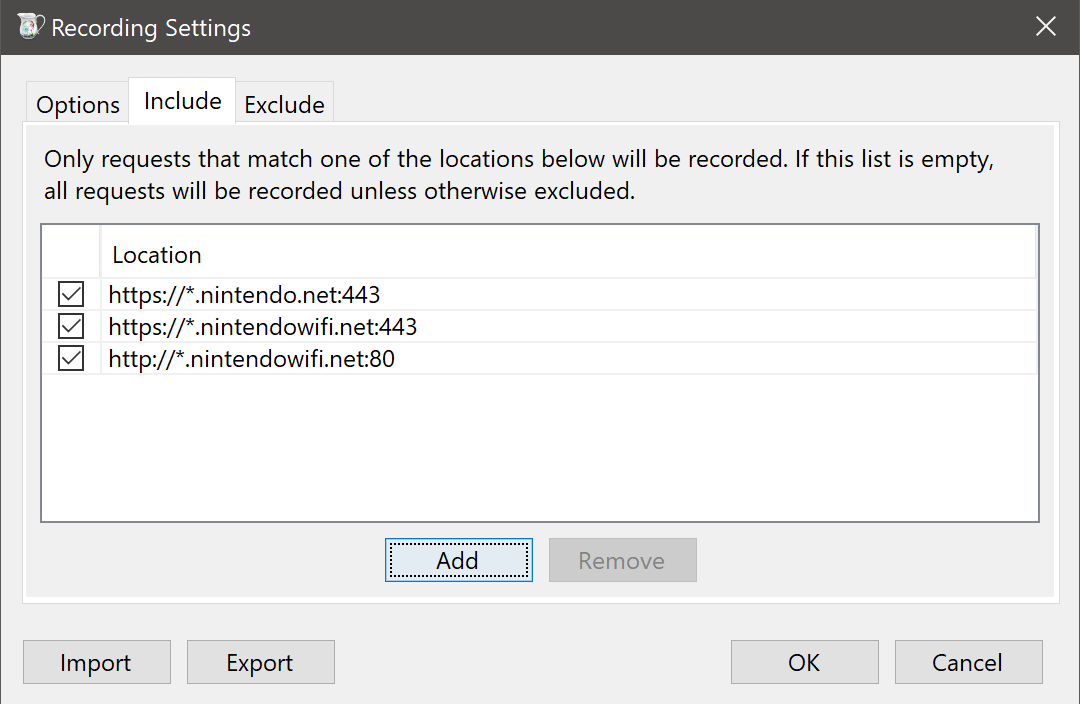 Recording Settings
Options Include Exclude
Only requests that match one of the locations below will be recorded. If this list is empty,
all requests will be recorded unless otherwise excluded.
Location
https://*.nintendo.net:443
https://*.nintendowifi.net:443
http://*.nintendowifi.net:80
Add Remove
Import Export OK Cancel